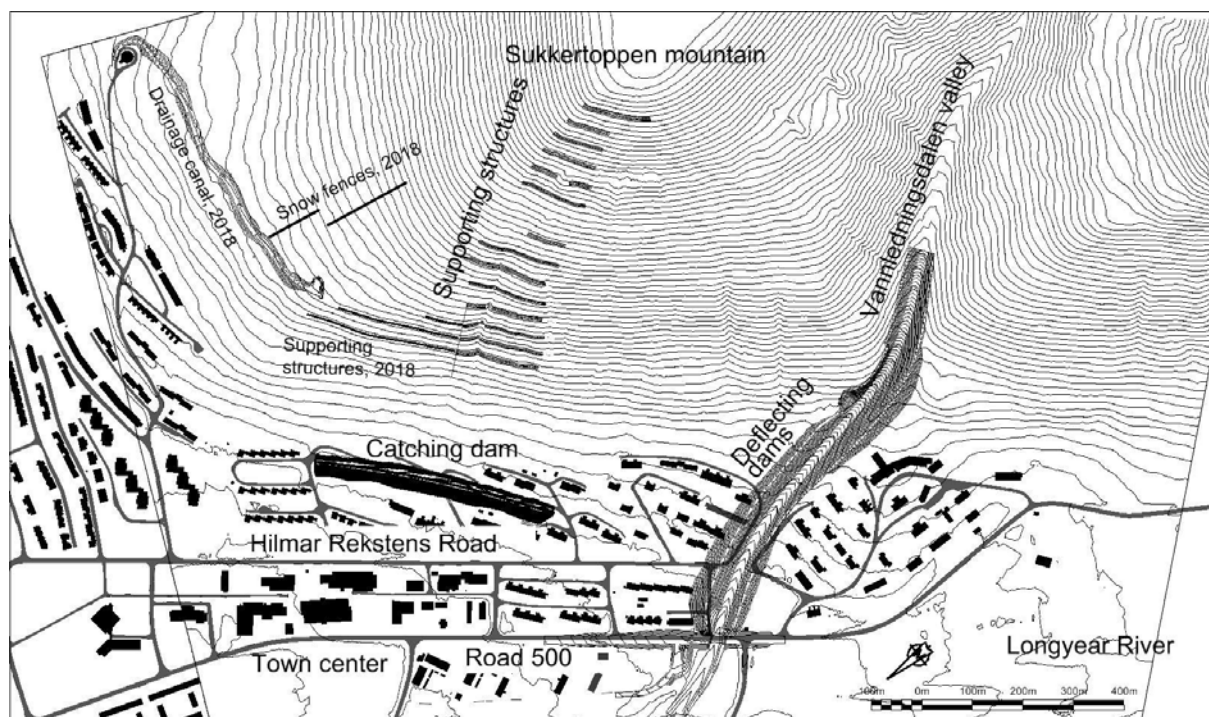 Sukkertoppen mountain
Drainage canal, 2018
Snow fences, 2018
Supporting structures
Vannledningsdalen valley
Supporting
structures, 2018
Deflecting
dams
Catching dam
Hilmar Rekstens Road
Town center
Road 500
Longyear River
100m 0m 100m 200m 300m 400m